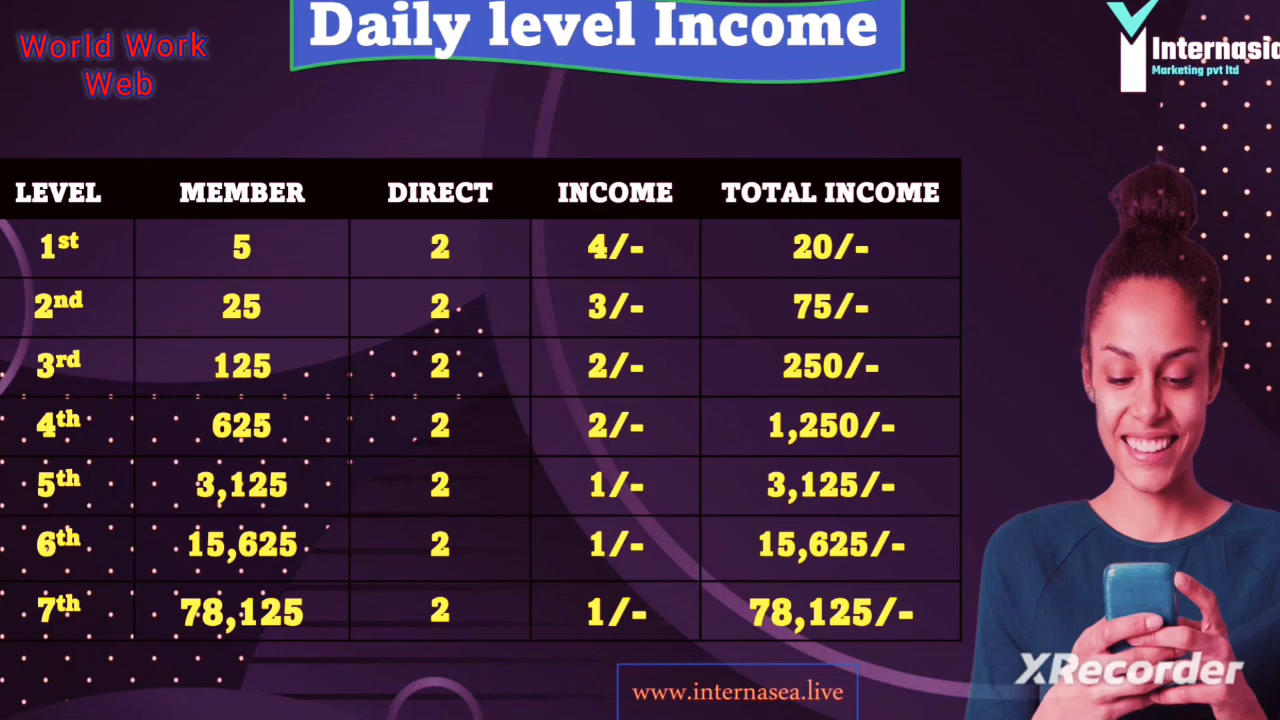 Daily level Income
World Work
Web
Internasia
Marketing pvt ltd
LEVEL MEMBER DIRECT INCOME TOTAL INCOME
1st 5 2 4/- 20/-
2nd 25 2 3/- 75/-
3rd 125 2 2/- 250/-
4th 625 2 2/- 1,250/-
5th 3,125 2 1/- 3,125/-
6th 15,625 2 1/- 15,625/-
7th 78,125 2 1/- 78,125/-
XRecorder
www.internasea.live